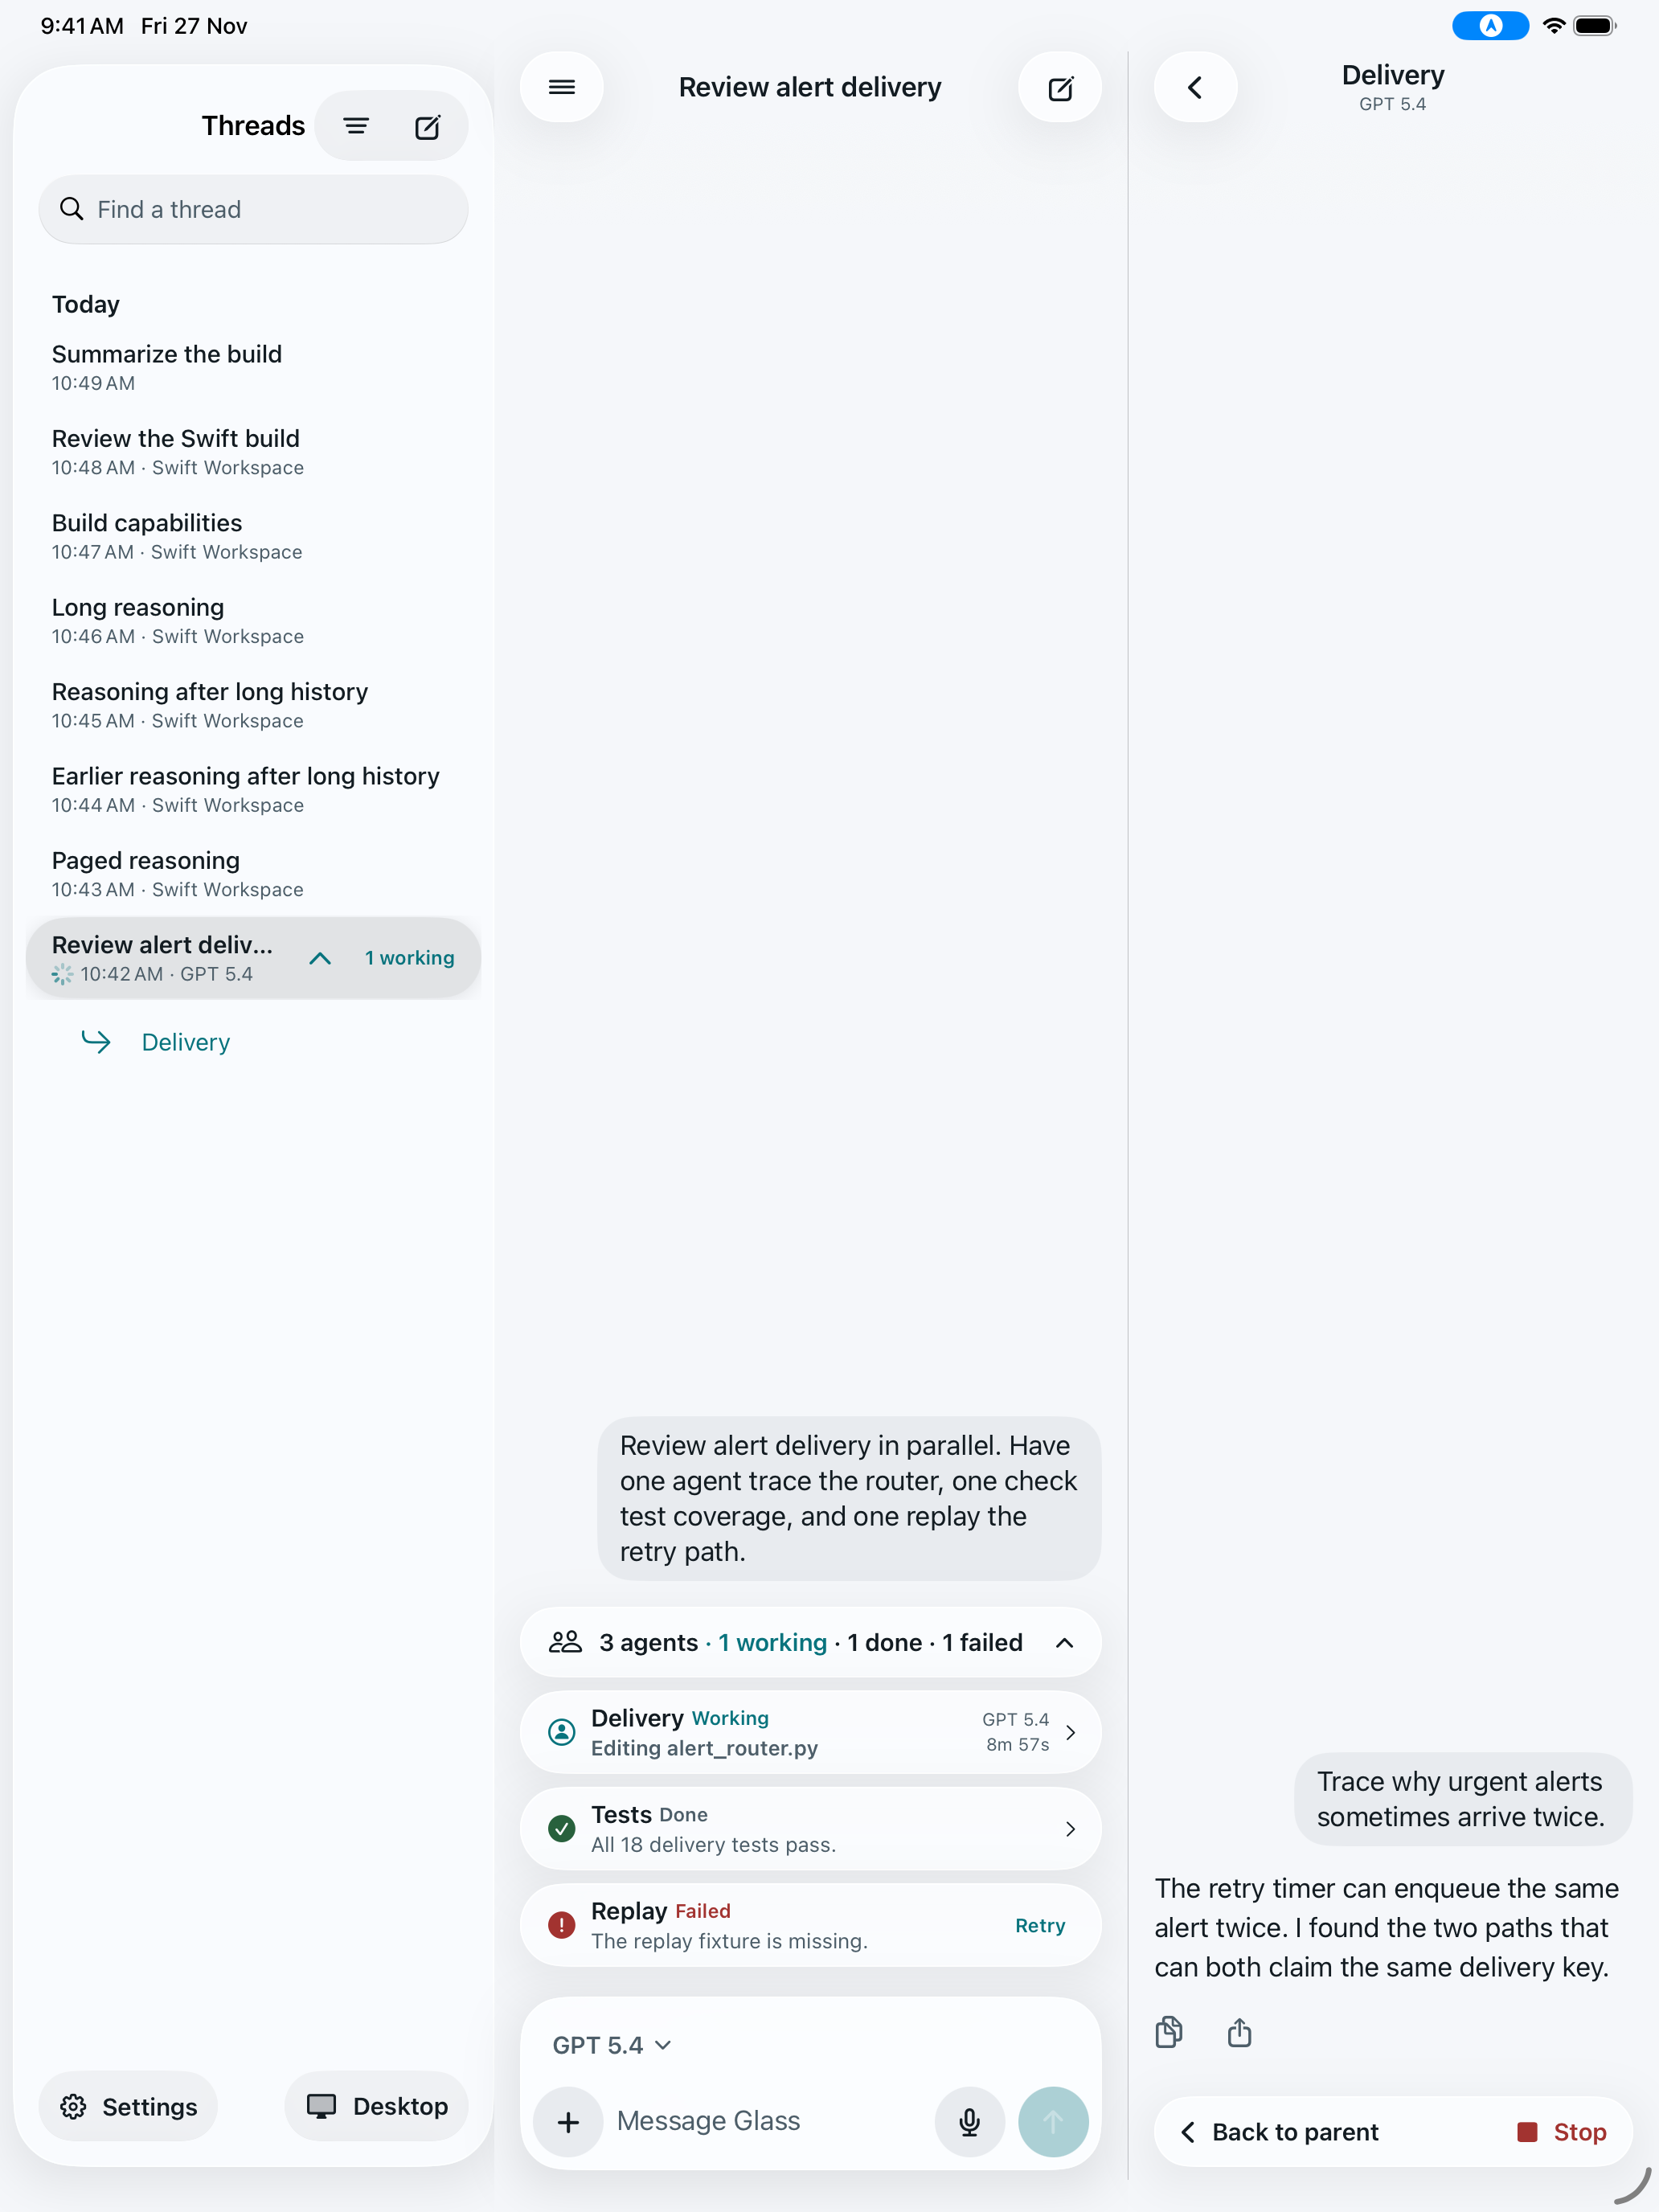 9:41 AM Fri 27 Nov
Threads
Find a thread
Today
Summarize the build
10:49 AM
Review the Swift build
10:48 AM · Swift Workspace
Build capabilities
10:47 AM · Swift Workspace
Long reasoning
10:46 AM · Swift Workspace
Reasoning after long history
10:45 AM · Swift Workspace
Earlier reasoning after long history
10:44 AM · Swift Workspace
Paged reasoning
10:43 AM · Swift Workspace
Review alert deliv...
1 working
10:42 AM · GPT 5.4
Delivery
Settings
Desktop
Review alert delivery
Review alert delivery in parallel. Have
one agent trace the router, one check
test coverage, and one replay the
retry path.
3 agents · 1 working · 1 done · 1 failed
Delivery Working
Editing alert_router.py
GPT 5.4
8m 57s
Tests Done
All 18 delivery tests pass.
Replay Failed
The replay fixture is missing.
Retry
GPT 5.4
Message Glass
Delivery
GPT 5.4
Trace why urgent alerts
sometimes arrive twice.
The retry timer can enqueue the same
alert twice. I found the two paths that
can both claim the same delivery key.
Back to parent
Stop